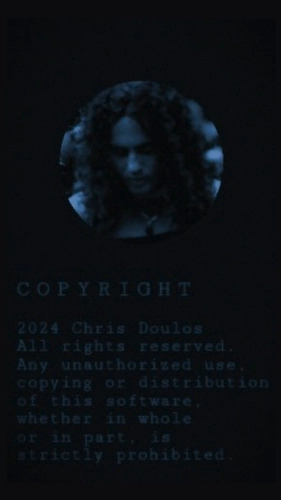 COPYRIGHT
2024 Chris Doulos
All rights reserved.
Any unauthorized use,
copying or distribution
of this software,
whether in whole
or in part, is
strictly prohibited.